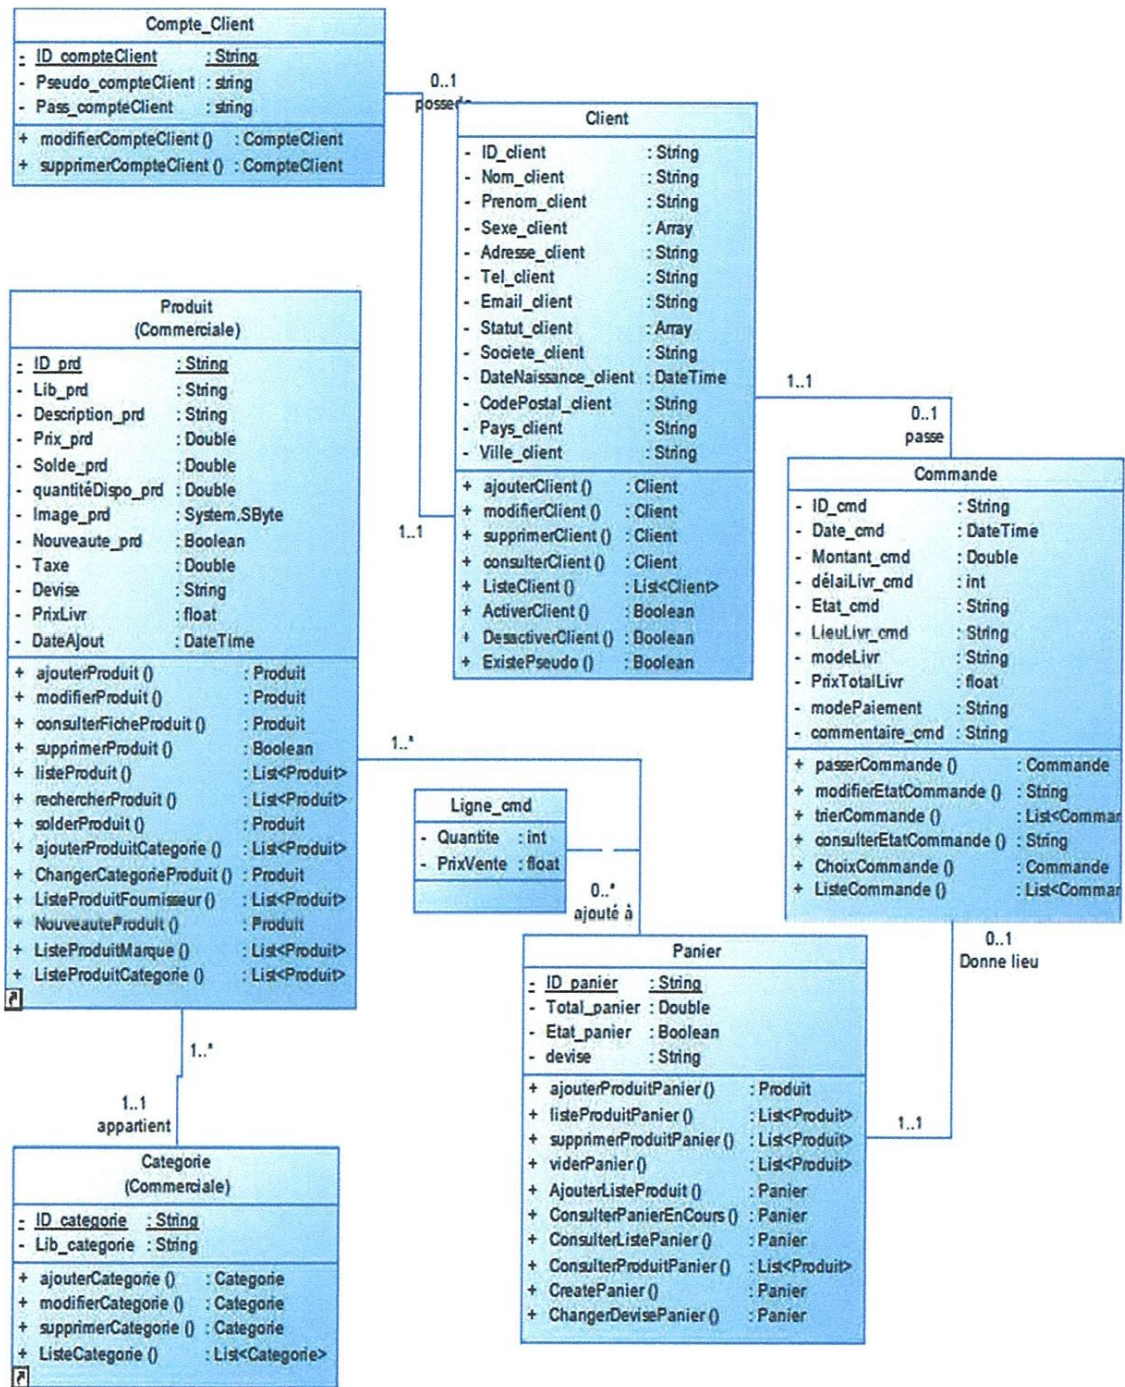 Compte_Client
- ID_compteClient : String
- Pseudo_compteClient : string
- Pass_compteClient : string
+ modifierCompteClient () : CompteClient
+ supprimerCompteClient () : CompteClient
0..1
1..1
Client
- ID_client : String
- Nom_client : String
- Prenom_client : String
- Sexe_client : Array
- Adresse_client : String
- Tel_client : String
- Email_client : String
- Statut_client : Array
- Societe_client : String
- DateNaissance_client : DateTime
- CodePostal_client : String
- Pays_client : String
- Ville_client : String
+ ajouterClient () : Client
+ modifierClient () : Client
+ supprimerClient () : Client
+ consulterClient () : Client
+ ListeClient () : List<Client>
+ ActiverClient () : Boolean
+ DesactiverClient () : Boolean
+ ExistePseudo () : Boolean
1..1
0..1
passe
Produit
(Commerciale)
- ID_prd : String
- Lib_prd : String
- Description_prd : String
- Prix_prd : Double
- Solde_prd : Double
- quantitéDispo_prd : Double
- Image_prd : System.SByte
- Nouveaute_prd : Boolean
- Taxe : Double
- Devise : String
- PrixLivr : float
- DateAjout : DateTime
+ ajouterProduit () : Produit
+ modifierProduit () : Produit
+ consulterFicheProduit () : Produit
+ supprimerProduit () : Boolean
+ listeProduit () : List<Produit>
+ rechercherProduit () : List<Produit>
+ solderProduit () : Produit
+ ajouterProduitCategorie () : List<Produit>
+ ChangerCategorieProduit () : Produit
+ ListeProduitFournisseur () : List<Produit>
+ NouveauteProduit () : Produit
+ ListeProduitMarque () : List<Produit>
+ ListeProduitCategorie () : List<Produit>
Commande
- ID_cmd : String
- Date_cmd : DateTime
- Montant_cmd : Double
- délaiLivr_cmd : int
- Etat_cmd : String
- LieuLivr_cmd : String
- modeLivr : String
- PrixTotalLivr : float
- modePaiement : String
- commentaire_cmd : String
+ passerCommande () : Commande
+ modifierEtatCommande () : String
+ trierCommande () : List<Comman
+ consulterEtatCommande () : String
+ ChoixCommande () : Commande
+ ListeCommande () : List<Comman
1..*
Ligne_cmd
- Quantite : int
- PrixVente : float
0..*
ajouté à
0..1
Donne lieu
1..1
Panier
- ID_panier : String
- Total_panier : Double
- Etat_panier : Boolean
- devise : String
+ ajouterProduitPanier () : Produit
+ listeProduitPanier () : List<Produit>
+ supprimerProduitPanier () : List<Produit>
+ viderPanier () : List<Produit>
+ AjouterListeProduit () : Panier
+ ConsulterPanierEnCours () : Panier
+ ConsulterListePanier () : Panier
+ ConsulterProduitPanier () : List<Produit>
+ CreatePanier () : Panier
+ ChangerDevisePanier () : Panier
1..*
1..1
appartient
Categorie
(Commerciale)
- ID_categorie : String
- Lib_categorie : String
+ ajouterCategorie () : Categorie
+ modifierCategorie () : Categorie
+ supprimerCategorie () : Categorie
+ ListeCategorie () : List<Categorie>